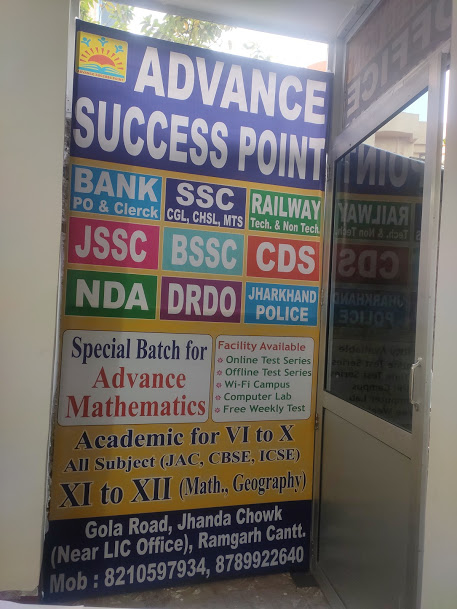 ADVANCE
SUCCESS POINT
BANK
PO & Clerck
SSC
CGL, CHSL, MTS
RAILWAY
Tech. & Non Tech.
JSSC
BSSC
CDS
NDA
DRDO
JHARKHAND
POLICE
Special Batch for
Advance
Mathematics
Facility Available
Online Test Series
Offline Test Series
Wi-Fi Campus
Computer Lab
Free Weekly Test
Academic for VI to X
All Subject (JAC, CBSE, ICSE)
XI to XII (Math., Geography)
Gola Road, Jhanda Chowk
(Near LIC Office), Ramgarh Cantt.
Mob : 8210597934, 8789922640
OFFICE